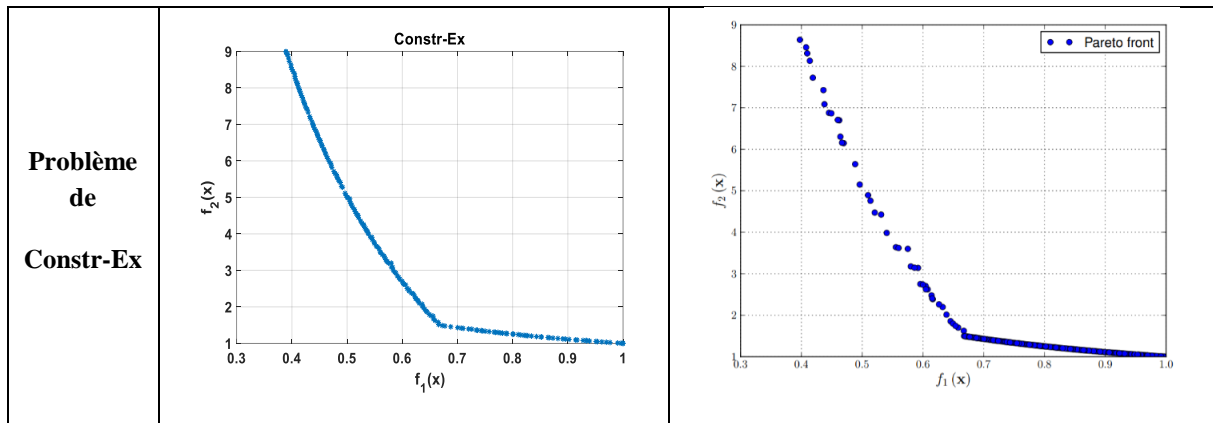 Problème
de
Constr-Ex
Constr-Ex
9
8
7
6
5
4
3
2
1
f2(x)
0.3 0.4 0.5 0.6 0.7 0.8 0.9 1
f1(x)
Pareto front
9
8
7
6
5
4
3
2
1
f2 (x)
0.3 0.4 0.5 0.6 0.7 0.8 0.9 1.0
f1 (x)